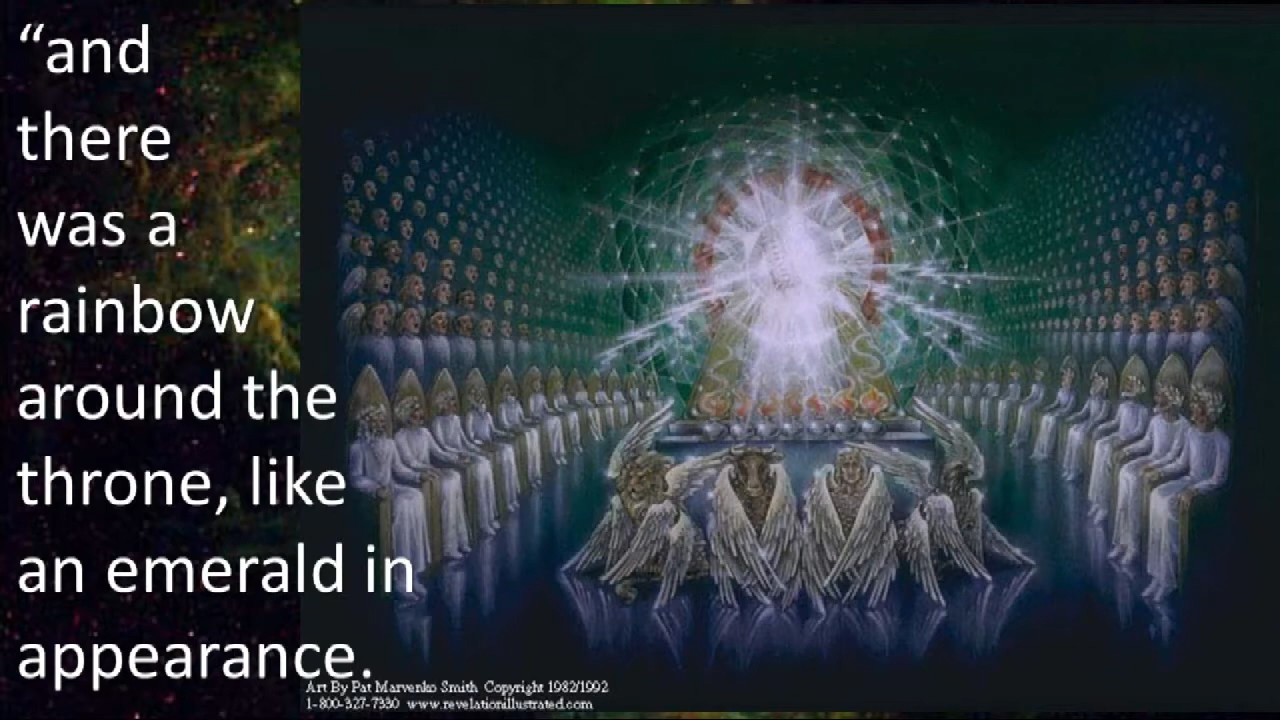 “and
there
was a
rainbow
around the
throne, like
an emerald in
appearance.
Art By Pat Marvenko Smith Copyright 1982/1992
1-800-327-7330 www.revelationillustrated.com